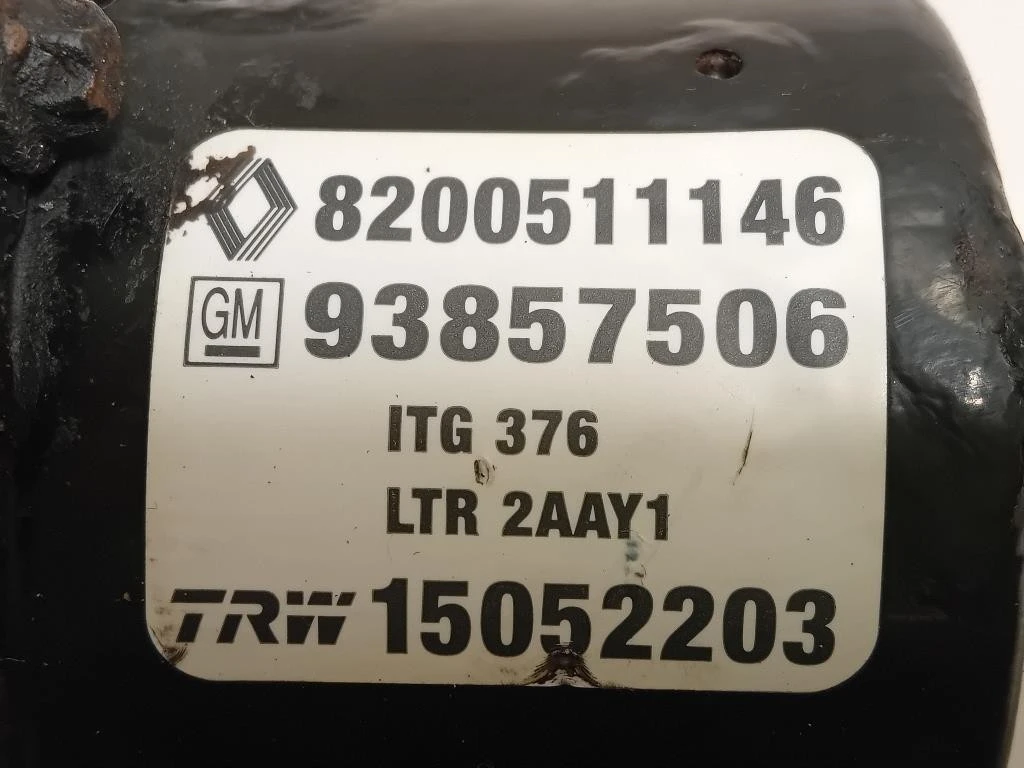 8200511146
GM 93857506
ITG 376
LTR 2AAY1
TRW 15052203